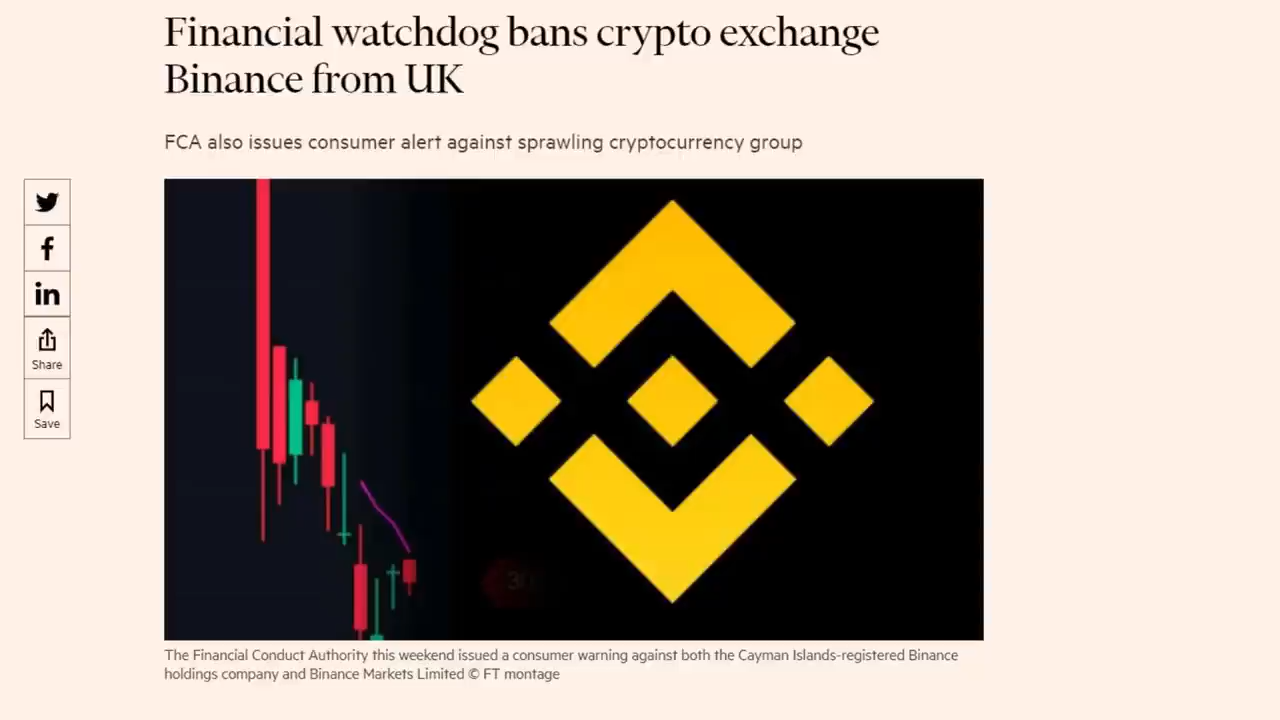 Financial watchdog bans crypto exchange
Binance from UK
FCA also issues consumer alert against sprawling cryptocurrency group
Share
Save
The Financial Conduct Authority this weekend issued a consumer warning against both the Cayman Islands-registered Binance
holdings company and Binance Markets Limited © FT montage